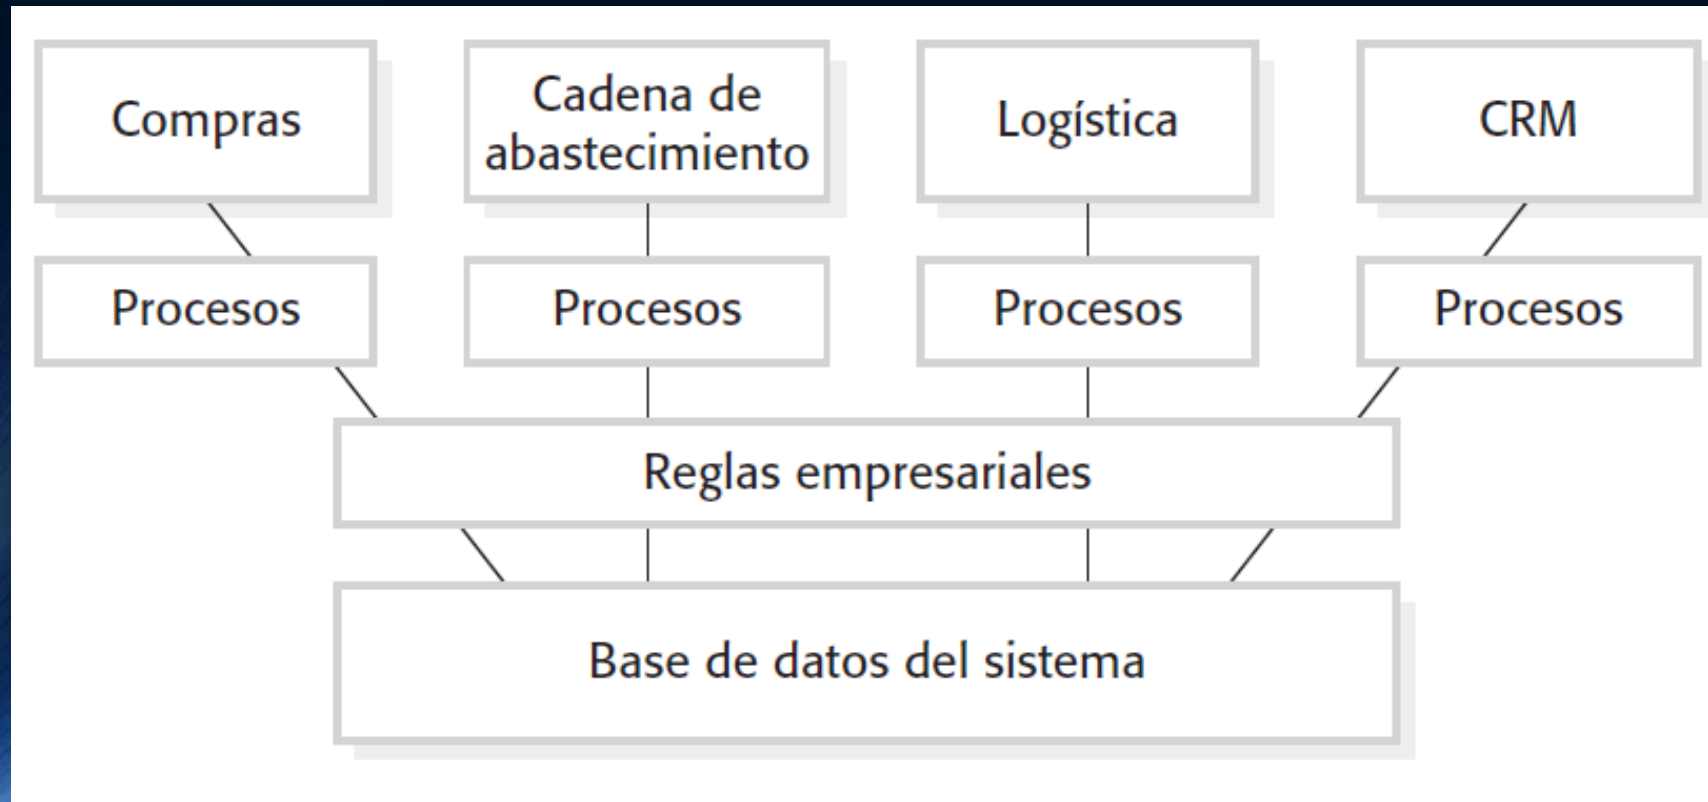 Compras
Cadena de
abastecimiento
Logística
CRM
Procesos
Procesos
Procesos
Procesos
Reglas empresariales
Base de datos del sistema